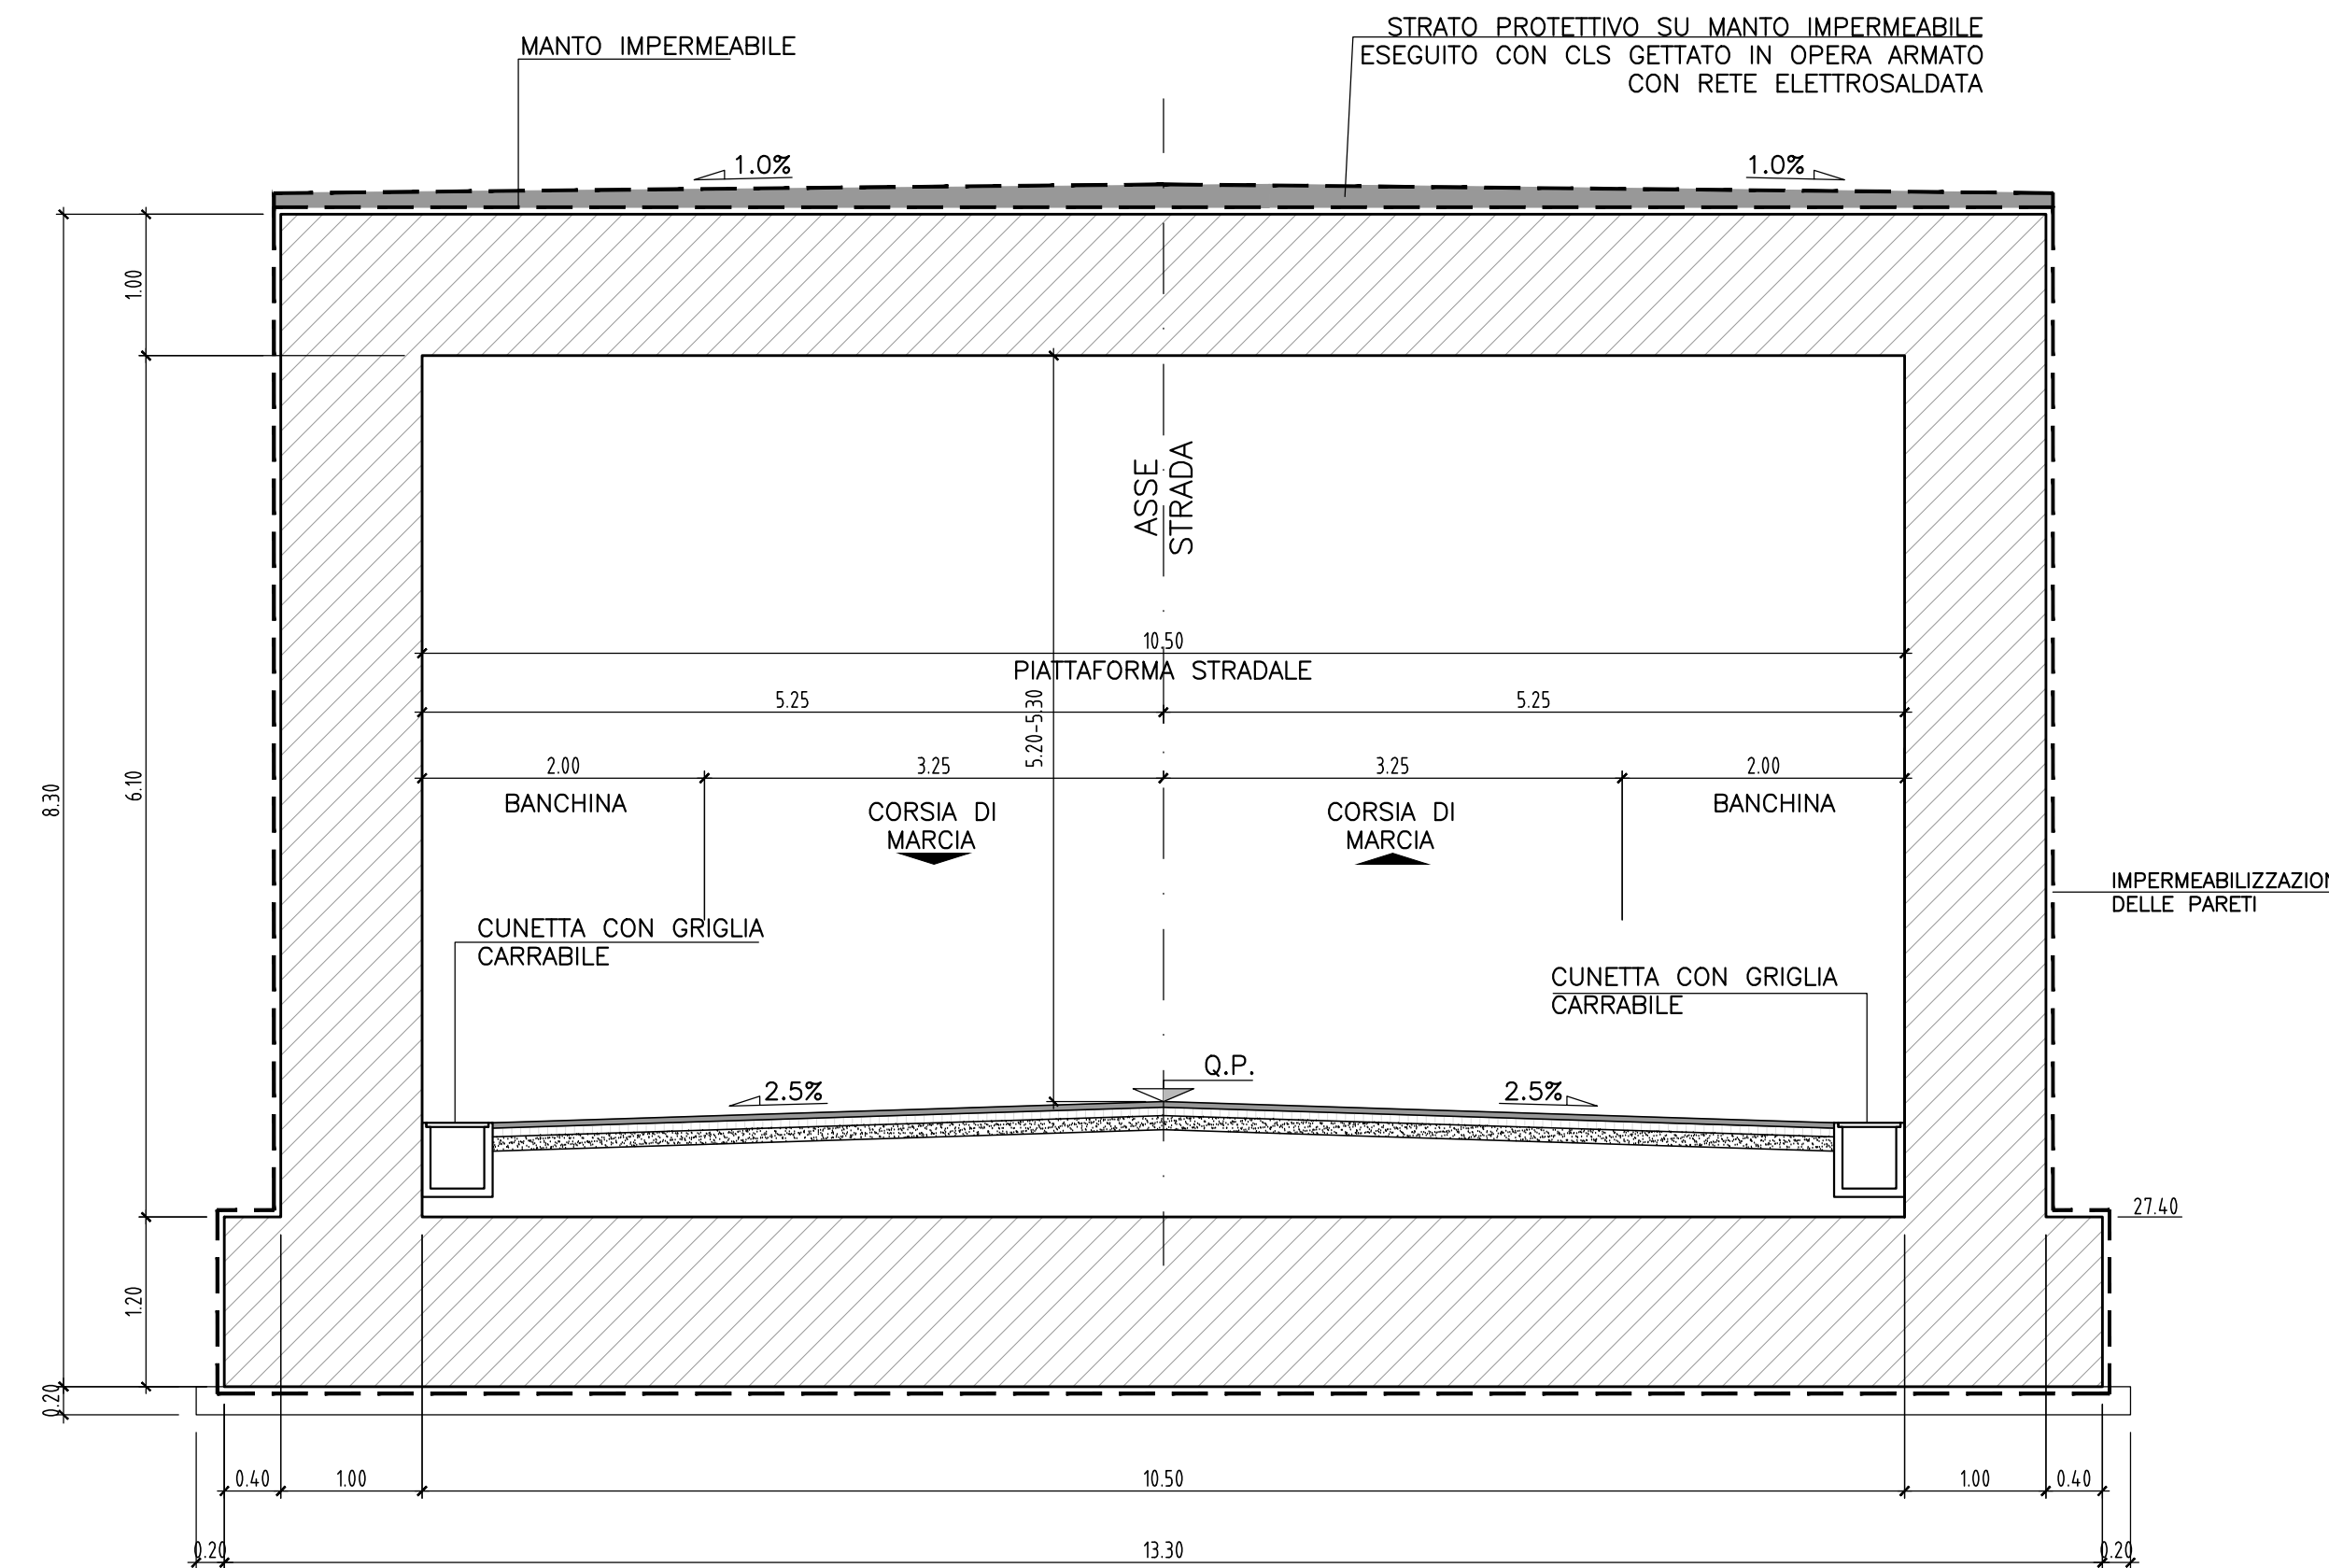 STRATO PROTETTIVO SU MANTO IMPERMEABILE
ESEGUITO CON CLS GETTATO IN OPERA ARMATO
CON RETE ELETTROSALDATA
MANTO IMPERMEABILE
1.0%
1.0%
1.00
ASSE
STRADA
10.50
PIATTAFORMA STRADALE
5.25
5.25
5.20-5.30
2.00
3.25
3.25
2.00
BANCHINA
CORSIA DI
MARCIA
CORSIA DI
MARCIA
BANCHINA
8.30
6.10
IMPERMEABILIZZAZION
DELLE PARETI
CUNETTA CON GRIGLIA
CARRABILE
CUNETTA CON GRIGLIA
CARRABILE
Q.P.
2.5%
2.5%
27.40
1.20
0.20
0.40
1.00
10.50
1.00
0.40
0.20
13.30
0.20